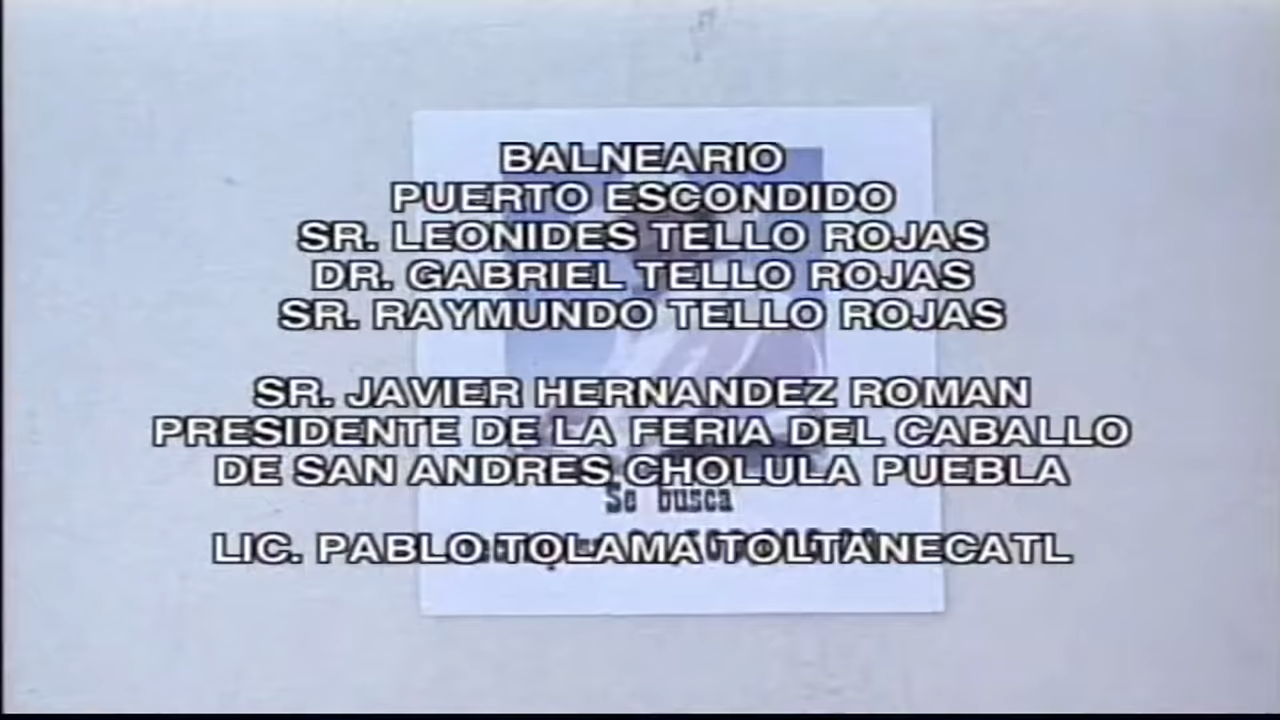 BALNEARIO
PUERTO ESCONDIDO
SR. LEONIDES TELLO ROJAS
DR. GABRIEL TELLO ROJAS
SR. RAYMUNDO TELLO ROJAS
SR. JAVIER HERNANDEZ ROMAN
PRESIDENTE DE LA FERIA DEL CABALLO
DE SAN ANDRES CHOLULA PUEBLA
Se busca
LIC. PABLO TOLAMA TOLTANECATL